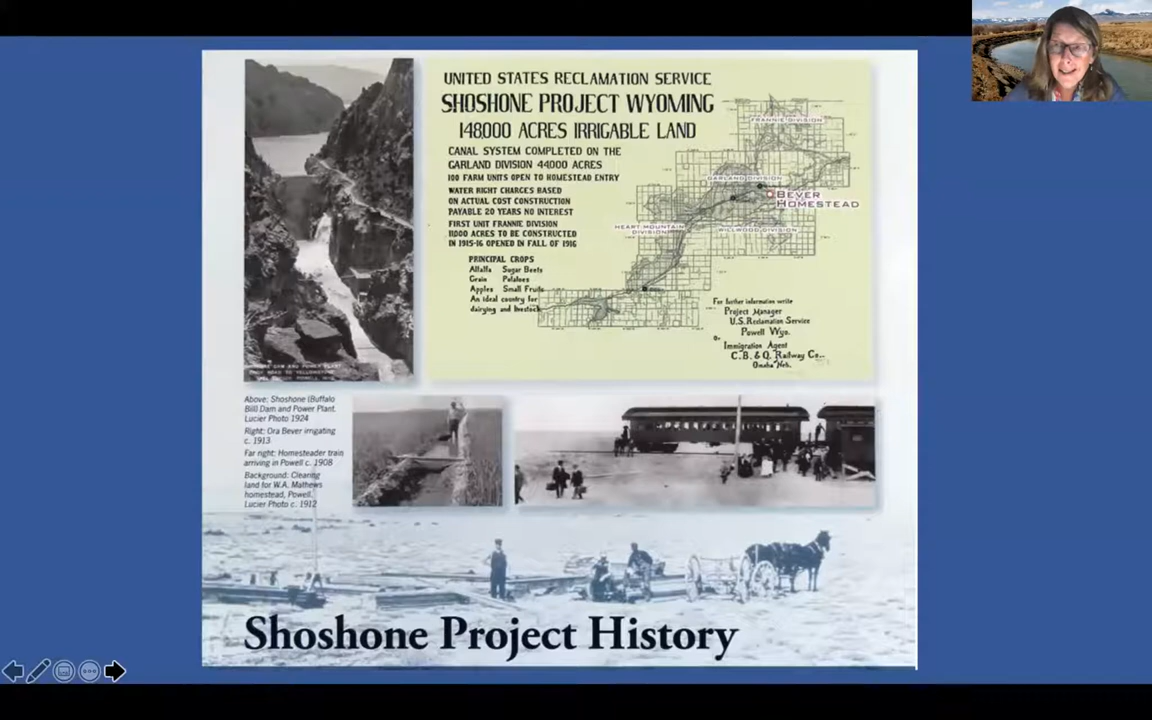 UNITED STATES RECLAMATION SERVICE
SHOSHONE PROJECT WYOMING
148,000 ACRES IRRIGABLE LAND
CANAL SYSTEM COMPLETED ON THE
GARLAND DIVISION 44,000 ACRES
100 FARM UNITS OPEN TO HOMESTEAD ENTRY
WATER RIGHT CHARGES BASED
ON ACTUAL COST CONSTRUCTION
PAYABLE 20 YEARS NO INTEREST
FIRST UNIT FRANNIE DIVISION
11000 ACRES TO BE CONSTRUCTED
IN 1915-16 OPENED IN FALL OF 1916
PRINCIPAL CROPS
Alfalfa Sugar Beets
Grain Potatoes
Apples Small Fruits
An ideal country for
dairying and livestock
FRANNIE DIVISION
GARLAND DIVISION
BEVER
HOMESTEAD
HEART MOUNTAIN
DIVISION
WILLWOOD DIVISION
For further information write
Project Manager
U.S. Reclamation Service
Powell Wyo.
Or
Immigration Agent
C.B. & Q. Railway Co.
Omaha Neb.
Above: Shoshone (Buffalo
Bill) Dam and Power Plant.
Lucier Photo 1924
Right: Ora Bever irrigating
c. 1913
Far right: Homesteader train
arriving in Powell c. 1908
Background: Clearing
land for W.A. Mathews
homestead, Powell.
Lucier Photo c. 1912
Shoshone Project History